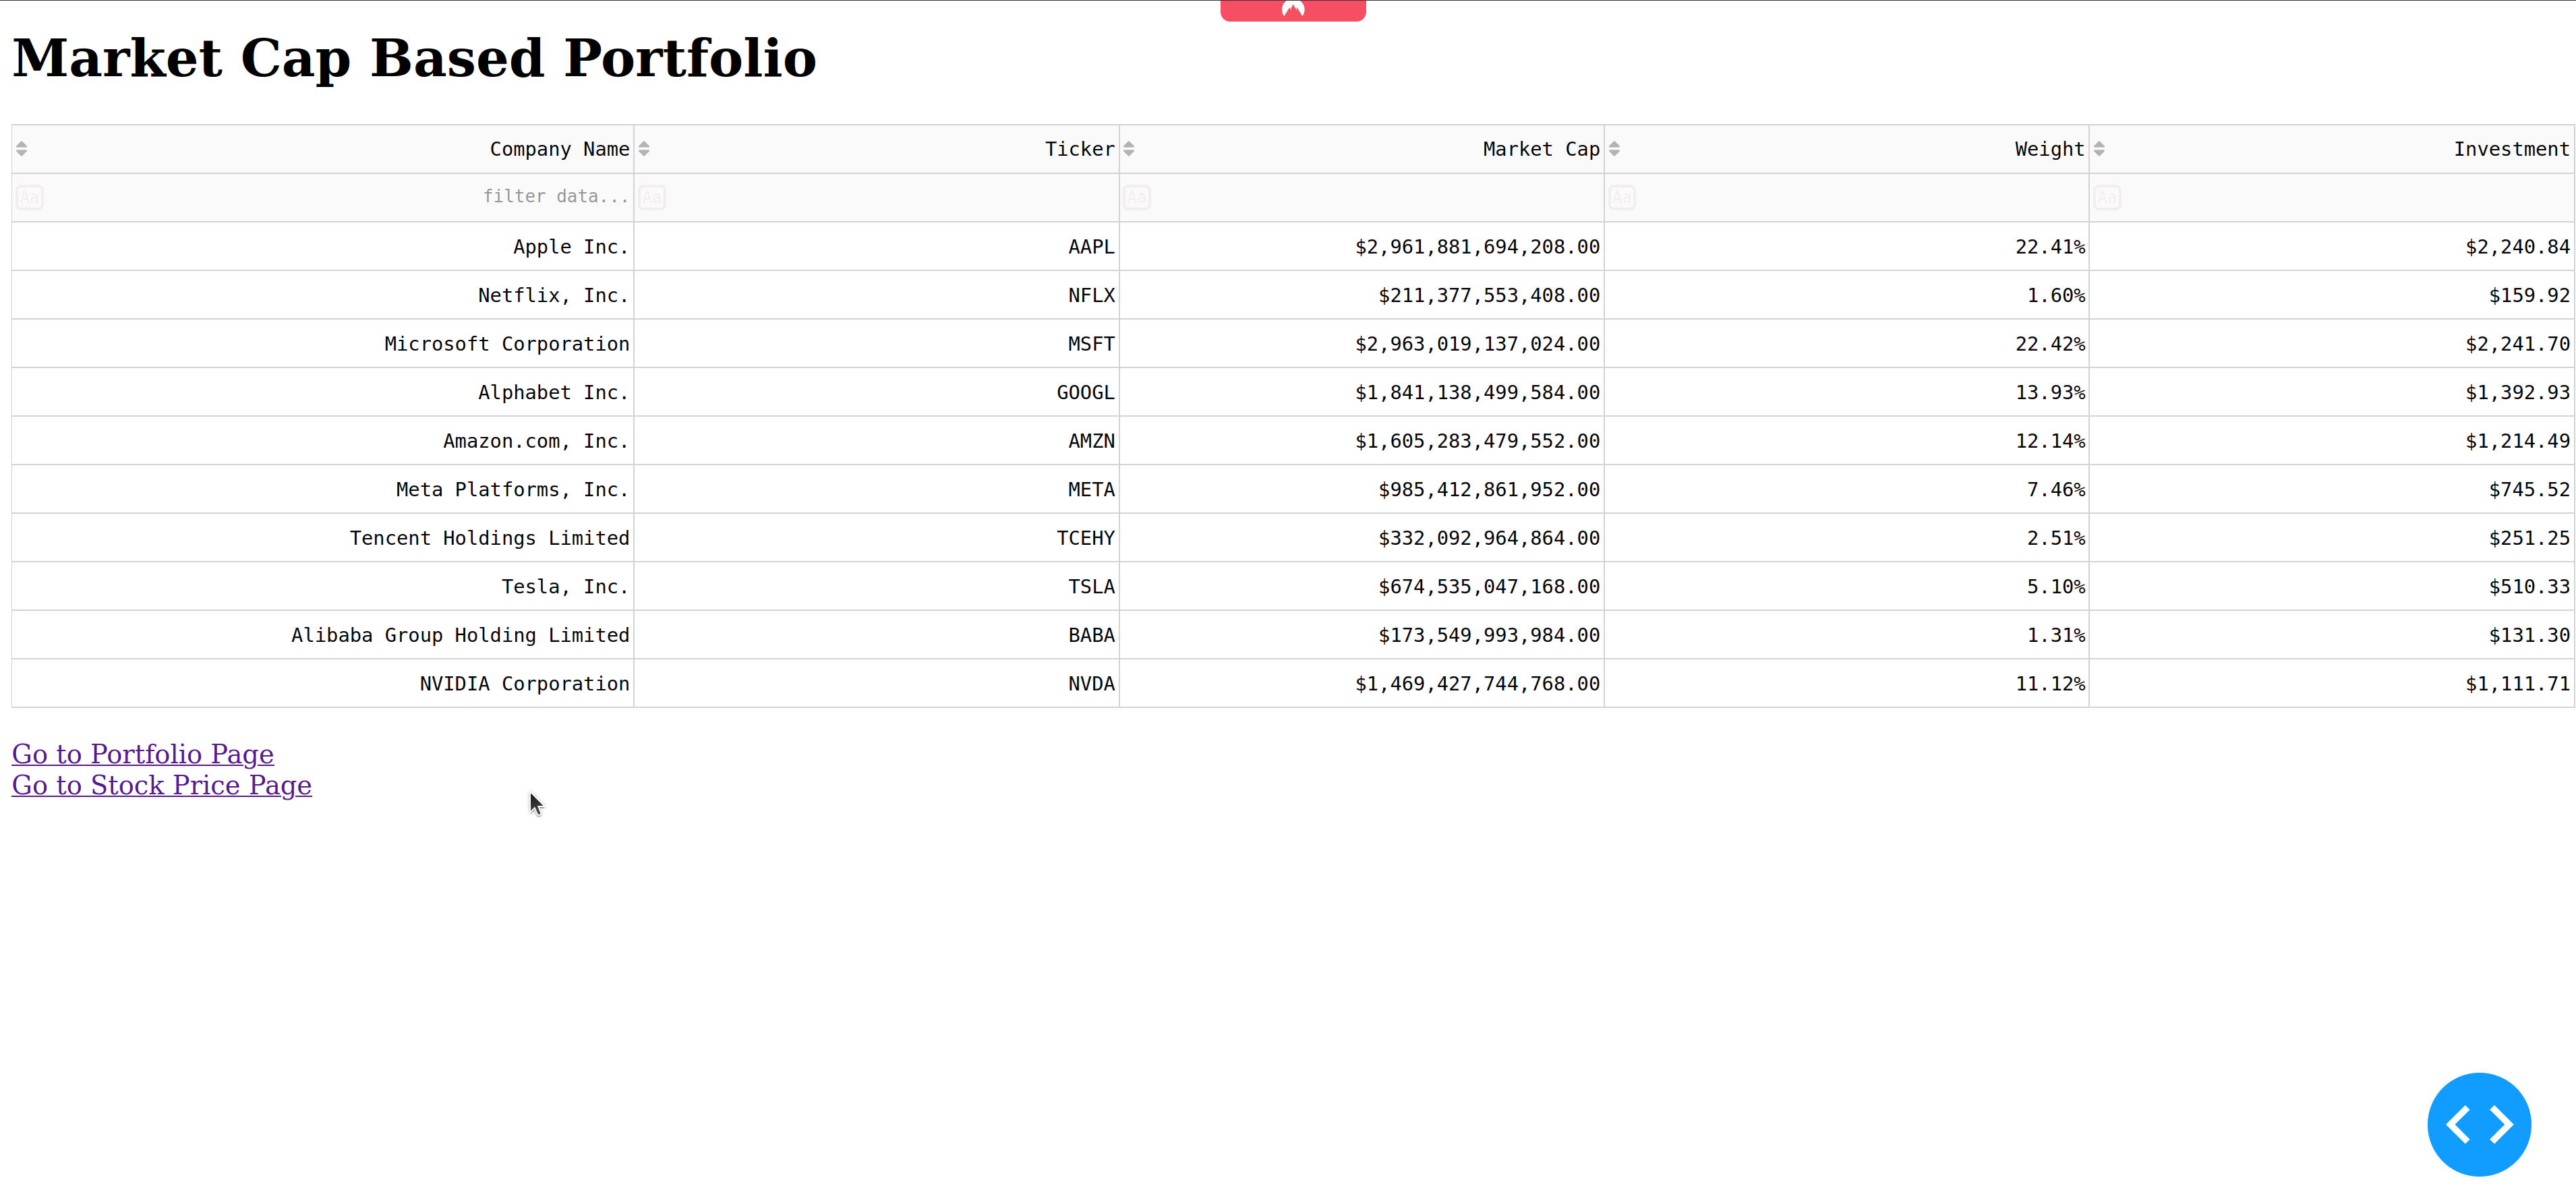 Market Cap Based Portfolio
Company Name Ticker Market Cap Weight Investment
Aa filter data... Aa Aa Aa Aa
Apple Inc. AAPL $2,961,881,694,208.00 22.41% $2,240.84
Netflix, Inc. NFLX $211,377,553,408.00 1.60% $159.92
Microsoft Corporation MSFT $2,963,019,137,024.00 22.42% $2,241.70
Alphabet Inc. GOOGL $1,841,138,499,584.00 13.93% $1,392.93
Amazon.com, Inc. AMZN $1,605,283,479,552.00 12.14% $1,214.49
Meta Platforms, Inc. META $985,412,861,952.00 7.46% $745.52
Tencent Holdings Limited TCEHY $332,092,964,864.00 2.51% $251.25
Tesla, Inc. TSLA $674,535,047,168.00 5.10% $510.33
Alibaba Group Holding Limited BABA $173,549,993,984.00 1.31% $131.30
NVIDIA Corporation NVDA $1,469,427,744,768.00 11.12% $1,111.71
Go to Portfolio Page
Go to Stock Price Page